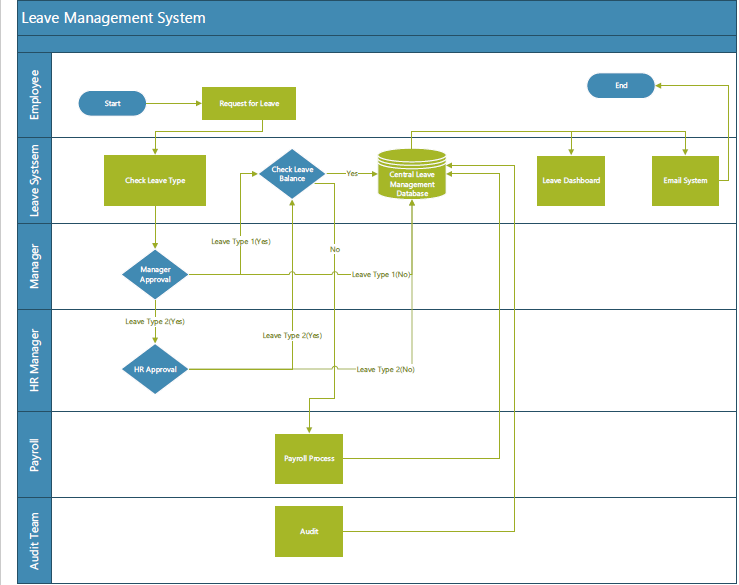 Leave Management System
Employee
Start
Request for Leave
End
Leave Systsem
Check Leave Type
Check Leave
Balance
Yes
Central Leave
Management
Database
Leave Dashboard
Email System
Manager
Leave Type 1(Yes)
No
Manager
Approval
Leave Type 1(No)
HR Manager
Leave Type 2(Yes)
Leave Type 2(Yes)
HR Approval
Leave Type 2(No)
Payroll
Payroll Process
Audit Team
Audit